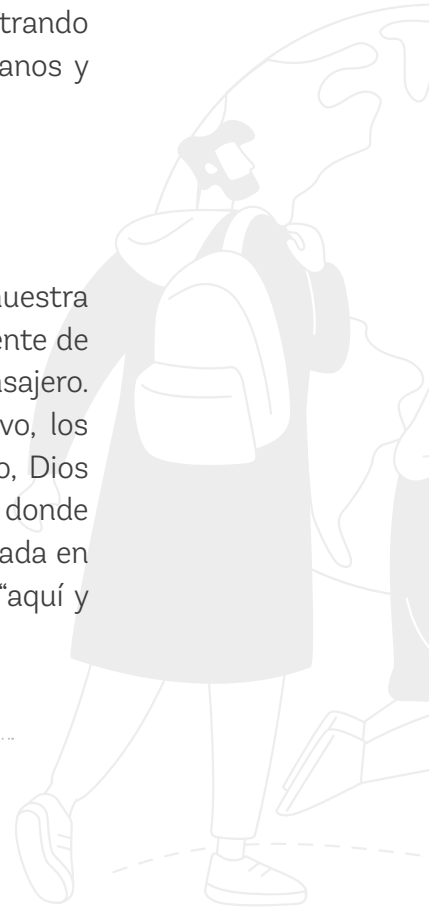 trando
anos y
uestra
ente de
sajero.
vo, los
o, Dios
donde
ada en
“aquí y